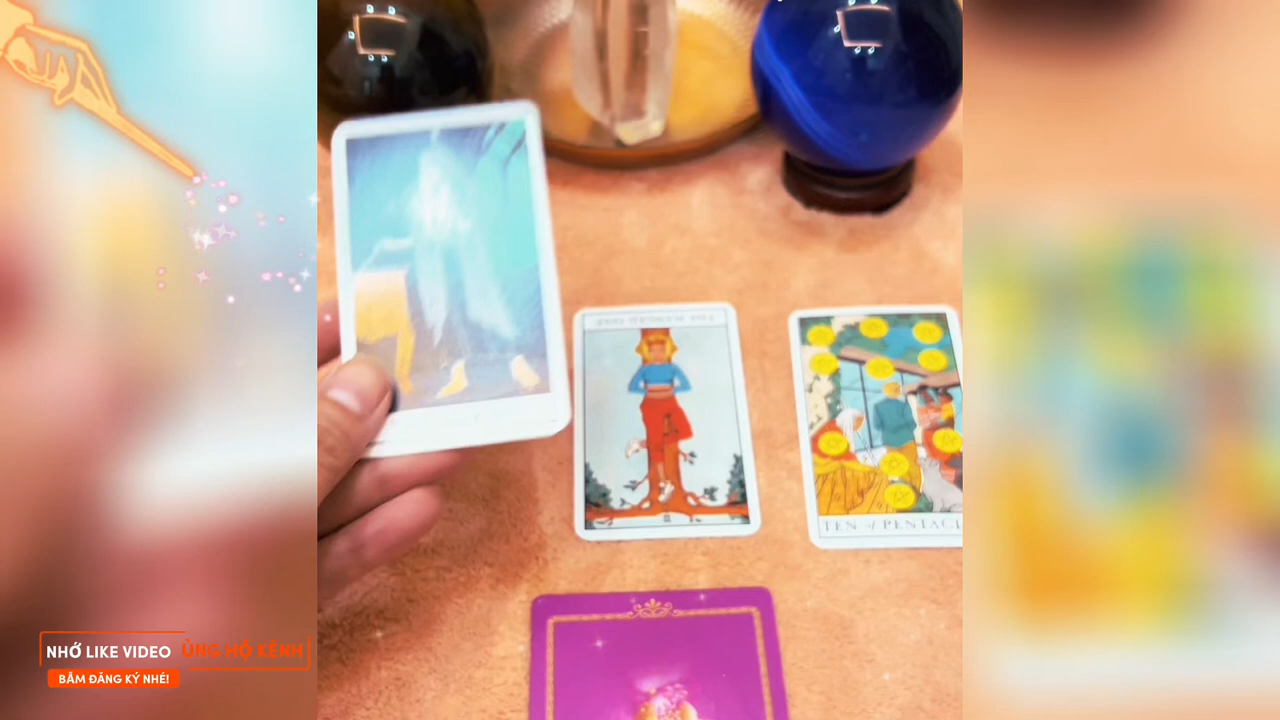 TEN of PENTACL
NHỚ LIKE VIDEO ỦNG HỘ KÊNH
BẤM ĐĂNG KÝ NHÉ!